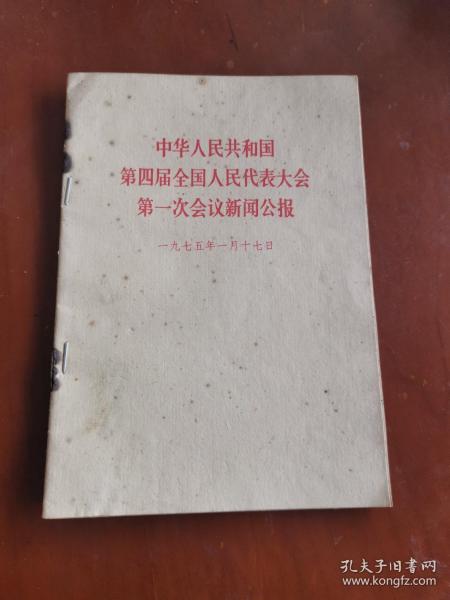 中华人民共和国
第四届全国人民代表大会
第一次会议新闻公报
一九七五年一月十七日
孔夫子旧书网
www.kongfz.com